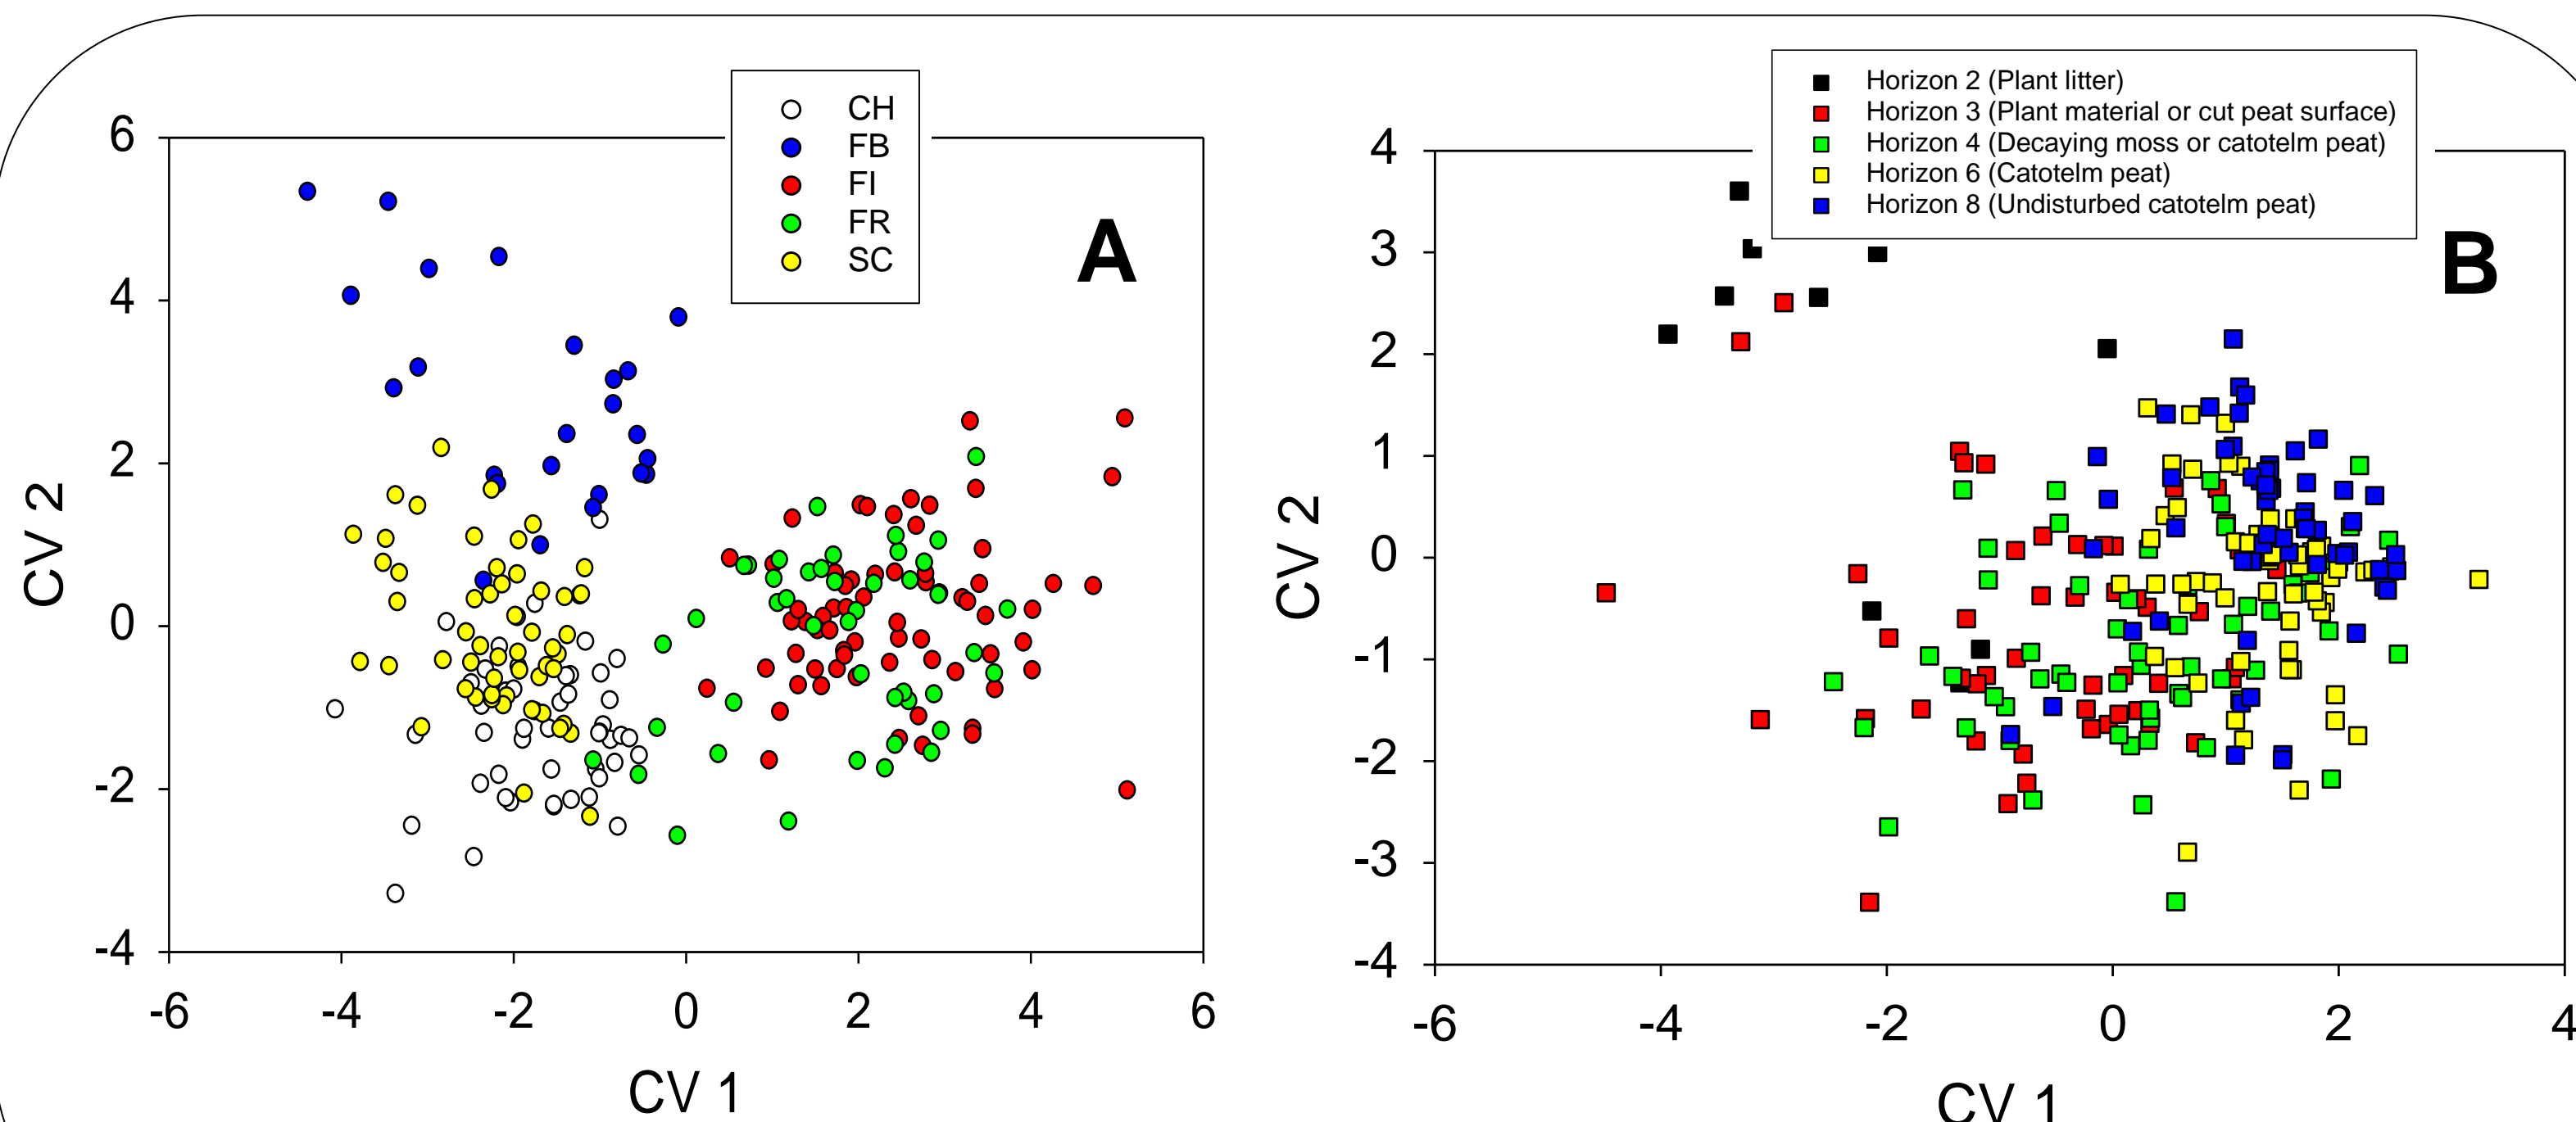 CH
FB
FI
FR
SC
A
6
4
2
0
-2
-4
CV 2
-6
-4
-2
0
2
4
6
CV 1
Horizon 2 (Plant litter)
Horizon 3 (Plant material or cut peat surface)
Horizon 4 (Decaying moss or catotelm peat)
Horizon 6 (Catotelm peat)
Horizon 8 (Undisturbed catotelm peat)
B
4
3
2
1
0
-1
-2
-3
-4
CV 2
-6
-4
-2
0
2
4
CV 1